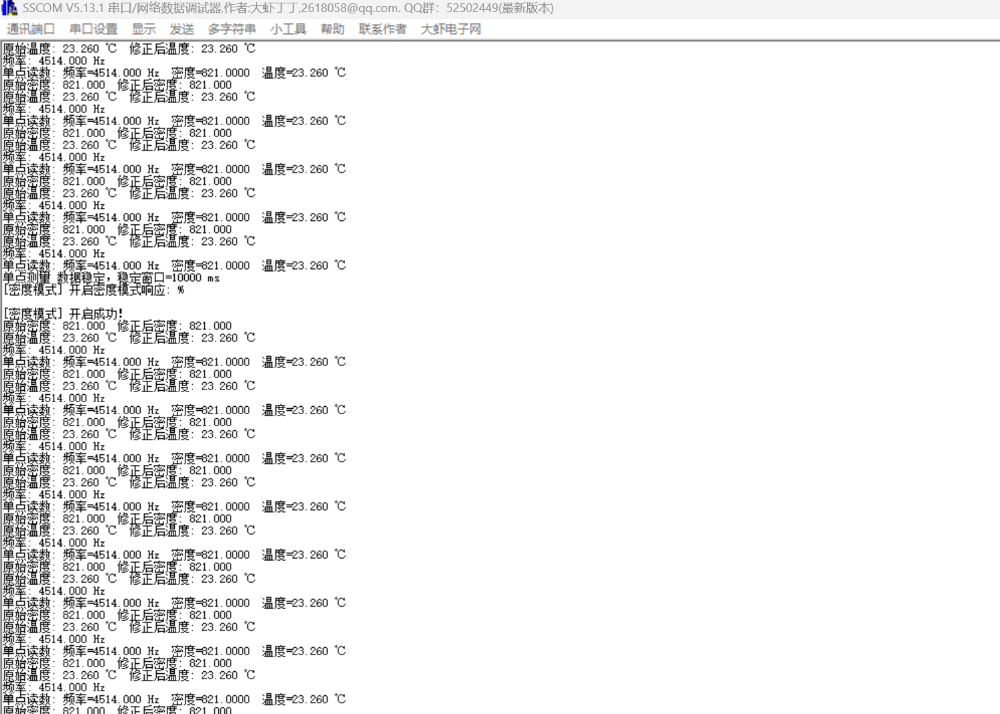 SSCOM V5.13.1 串口/网络数据调试器,作者:大虾丁丁,2618058@qq.com. QQ群：52502449(最新版本)
通讯端口 串口设置 显示 发送 多字符串 小工具 帮助 联系作者 大虾电子网
原始温度: 23.260 ℃ 修正后温度: 23.260 ℃
频率: 4514.000 Hz
单点读数: 频率=4514.000 Hz 密度=821.0000 温度=23.260 ℃
原始密度: 821.000 修正后密度: 821.000
原始温度: 23.260 ℃ 修正后温度: 23.260 ℃
频率: 4514.000 Hz
单点读数: 频率=4514.000 Hz 密度=821.0000 温度=23.260 ℃
原始密度: 821.000 修正后密度: 821.000
原始温度: 23.260 ℃ 修正后温度: 23.260 ℃
频率: 4514.000 Hz
单点读数: 频率=4514.000 Hz 密度=821.0000 温度=23.260 ℃
原始密度: 821.000 修正后密度: 821.000
原始温度: 23.260 ℃ 修正后温度: 23.260 ℃
频率: 4514.000 Hz
单点读数: 频率=4514.000 Hz 密度=821.0000 温度=23.260 ℃
原始密度: 821.000 修正后密度: 821.000
原始温度: 23.260 ℃ 修正后温度: 23.260 ℃
频率: 4514.000 Hz
单点读数: 频率=4514.000 Hz 密度=821.0000 温度=23.260 ℃
单点测量 数据稳定，稳定窗口=10000 ms
[密度模式] 开启密度模式响应: %
[密度模式] 开启成功!
原始密度: 821.000 修正后密度: 821.000
原始温度: 23.260 ℃ 修正后温度: 23.260 ℃
频率: 4514.000 Hz
单点读数: 频率=4514.000 Hz 密度=821.0000 温度=23.260 ℃
原始密度: 821.000 修正后密度: 821.000
原始温度: 23.260 ℃ 修正后温度: 23.260 ℃
频率: 4514.000 Hz
单点读数: 频率=4514.000 Hz 密度=821.0000 温度=23.260 ℃
原始密度: 821.000 修正后密度: 821.000
原始温度: 23.260 ℃ 修正后温度: 23.260 ℃
频率: 4514.000 Hz
单点读数: 频率=4514.000 Hz 密度=821.0000 温度=23.260 ℃
原始密度: 821.000 修正后密度: 821.000
原始温度: 23.260 ℃ 修正后温度: 23.260 ℃
频率: 4514.000 Hz
单点读数: 频率=4514.000 Hz 密度=821.0000 温度=23.260 ℃
原始密度: 821.000 修正后密度: 821.000
原始温度: 23.260 ℃ 修正后温度: 23.260 ℃
频率: 4514.000 Hz
单点读数: 频率=4514.000 Hz 密度=821.0000 温度=23.260 ℃
原始密度: 821.000 修正后密度: 821.000
原始温度: 23.260 ℃ 修正后温度: 23.260 ℃
频率: 4514.000 Hz
单点读数: 频率=4514.000 Hz 密度=821.0000 温度=23.260 ℃
原始密度: 821.000 修正后密度: 821.000
原始温度: 23.260 ℃ 修正后温度: 23.260 ℃
频率: 4514.000 Hz
单点读数: 频率=4514.000 Hz 密度=821.0000 温度=23.260 ℃
原始密度: 821.000 修正后密度: 821.000
原始温度: 23.260 ℃ 修正后温度: 23.260 ℃
频率: 4514.000 Hz
单点读数: 频率=4514.000 Hz 密度=821.0000 温度=23.260 ℃
原始密度: 821.000 修正后密度: 821.000